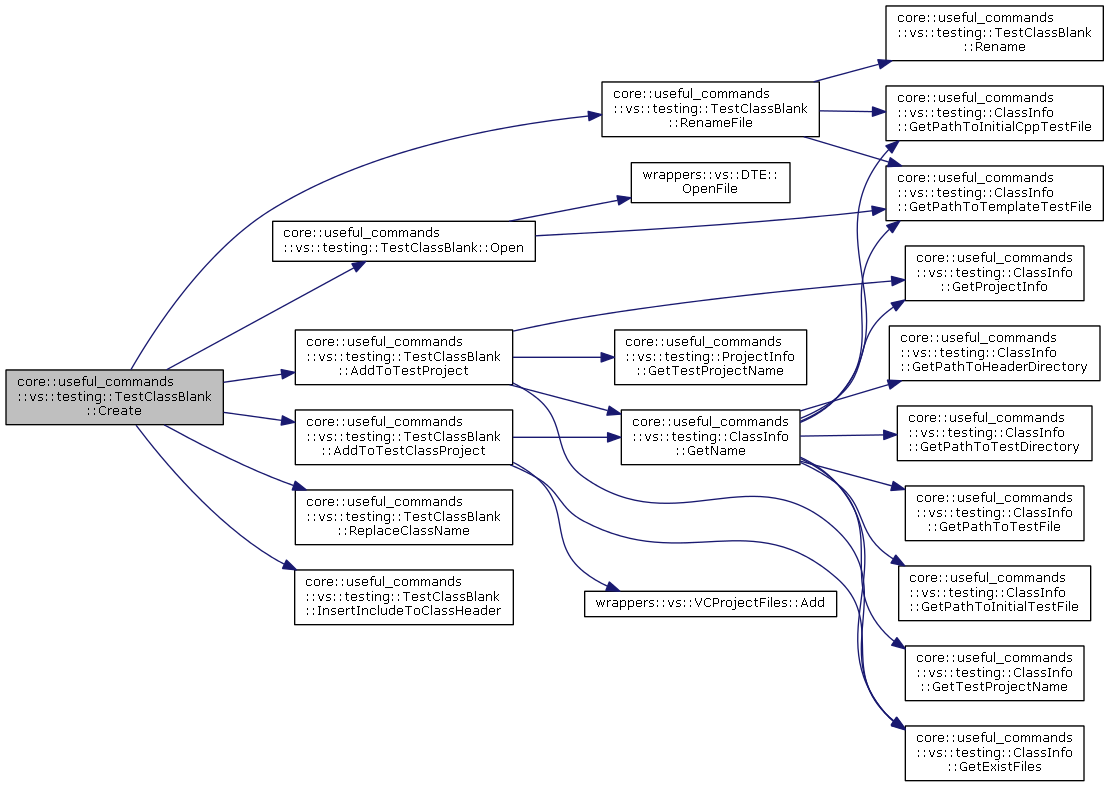 core::useful_commands
::vs::testing::TestClassBlank
::Create
core::useful_commands
::vs::testing::TestClassBlank
::RenameFile
core::useful_commands
::vs::testing::TestClassBlank
::Rename
core::useful_commands
::vs::testing::ClassInfo
::GetPathToInitialCppTestFile
core::useful_commands
::vs::testing::ClassInfo
::GetPathToTemplateTestFile
core::useful_commands
::vs::testing::TestClassBlank::Open
wrappers::vs::DTE::
OpenFile
core::useful_commands
::vs::testing::TestClassBlank
::AddToTestProject
core::useful_commands
::vs::testing::ClassInfo
::GetProjectInfo
core::useful_commands
::vs::testing::ProjectInfo
::GetTestProjectName
core::useful_commands
::vs::testing::ClassInfo
::GetName
core::useful_commands
::vs::testing::ClassInfo
::GetPathToHeaderDirectory
core::useful_commands
::vs::testing::ClassInfo
::GetPathToTestDirectory
core::useful_commands
::vs::testing::ClassInfo
::GetPathToTestFile
core::useful_commands
::vs::testing::ClassInfo
::GetPathToInitialTestFile
core::useful_commands
::vs::testing::ClassInfo
::GetTestProjectName
core::useful_commands
::vs::testing::ClassInfo
::GetExistFiles
core::useful_commands
::vs::testing::TestClassBlank
::AddToTestClassProject
wrappers::vs::VCProjectFiles::Add
core::useful_commands
::vs::testing::TestClassBlank
::ReplaceClassName
core::useful_commands
::vs::testing::TestClassBlank
::InsertIncludeToClassHeader